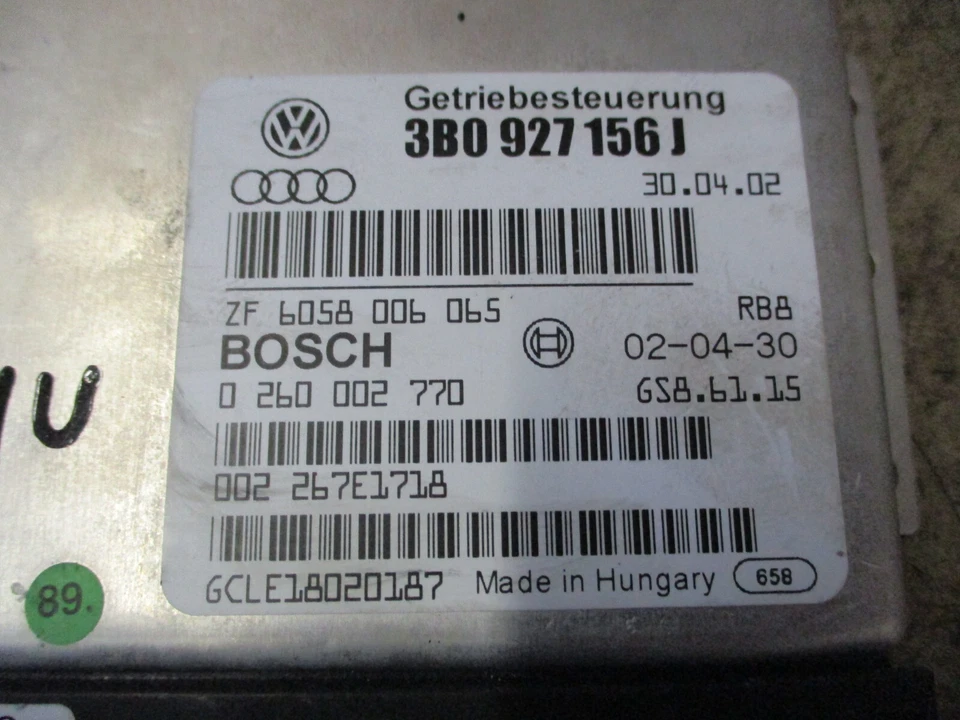 Getriebesteuerung
3B0 927 156 J
30.04.02
ZF 6058 006 065 RB8
BOSCH 02-04-30
0 260 002 770 GS8.61.15
002 267E1718
GCLE18020187 Made in Hungary 658
U
89.